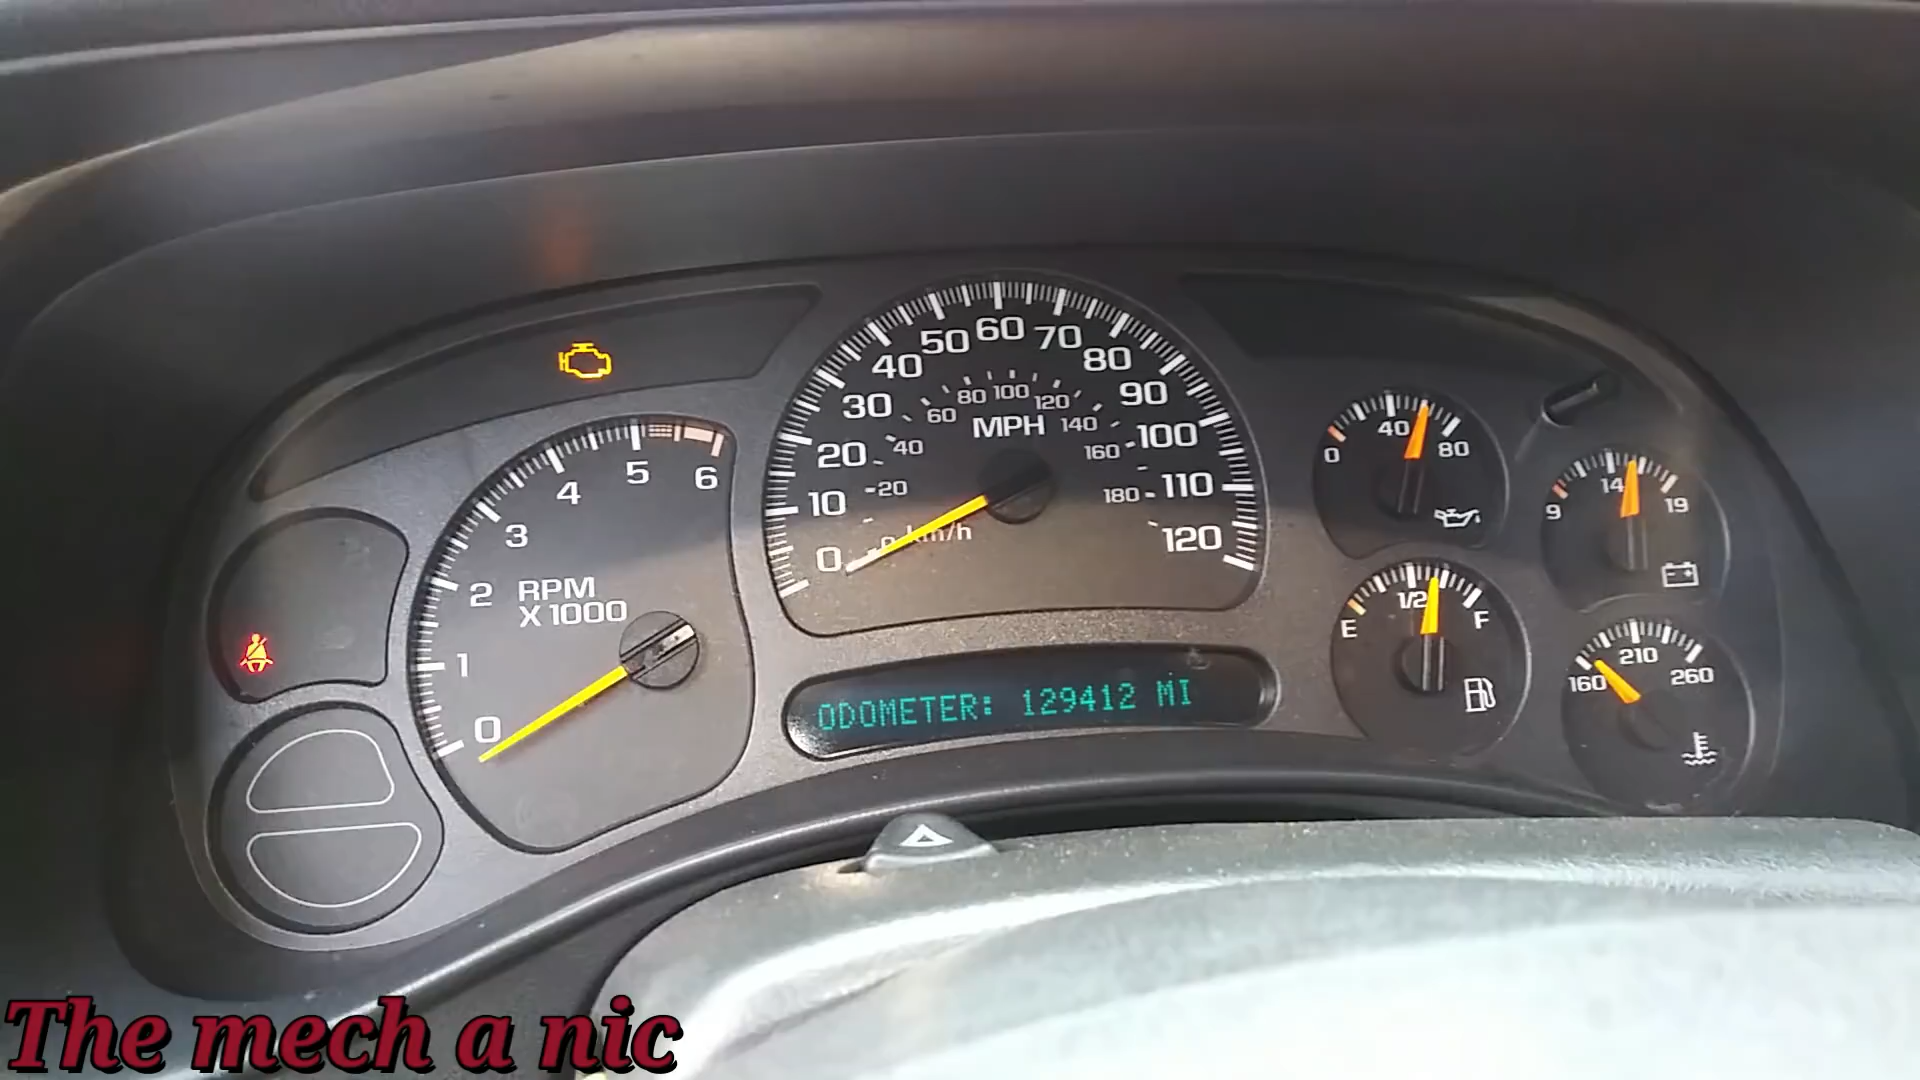 0 1 2 3 4 5 6
RPM
X 1000
0 10 20 30 40 50 60 70 80 90 100 110 120
20 40 60 80 100 120 140 160 180
MPH
km/h
ODOMETER: 129412 MI
0 40 80
9 14 19
E 1/2 F
160 210 260
The mech a nic